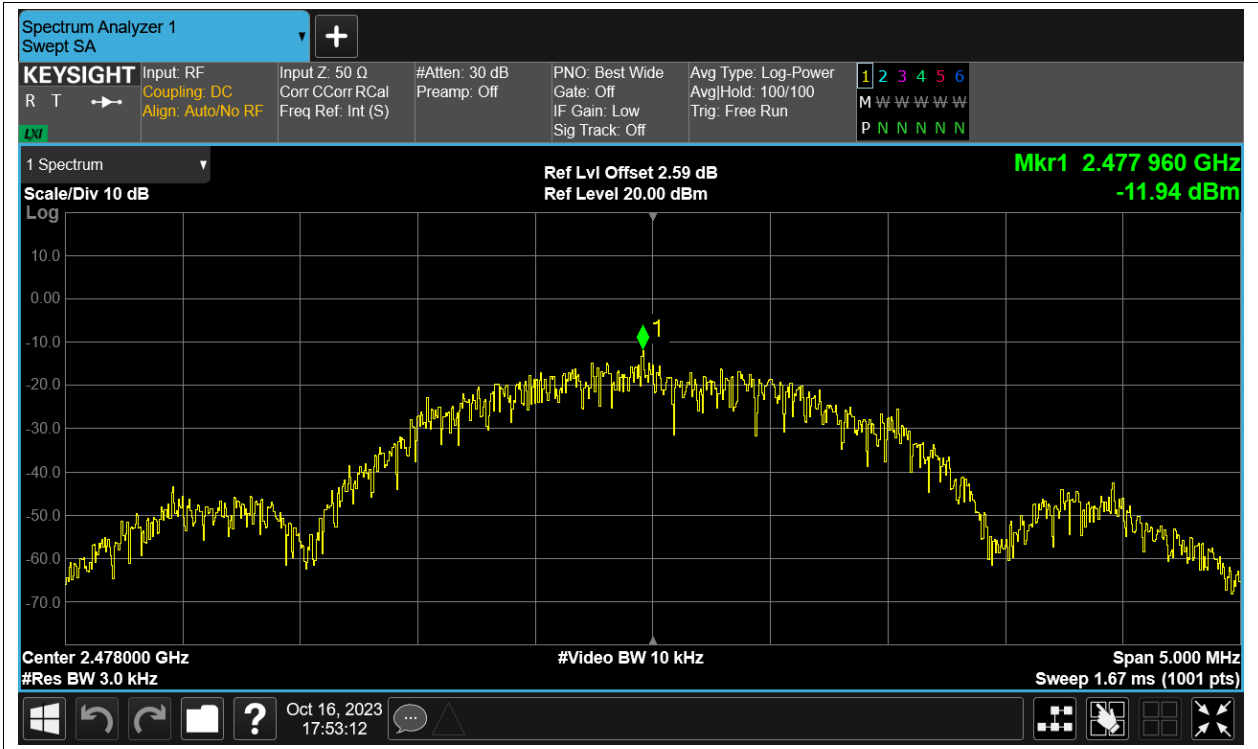 Spectrum Analyzer 1
Swept SA
+
KEYSIGHT
R T
LXI
Input: RF
Coupling: DC
Align: Auto/No RF
Input Z: 50 Ω
Corr CCorr RCal
Freq Ref: Int (S)
#Atten: 30 dB
Preamp: Off
PNO: Best Wide
Gate: Off
IF Gain: Low
Sig Track: Off
Avg Type: Log-Power
Avg|Hold: 100/100
Trig: Free Run
1 2 3 4 5 6
M W W W W W
P N N N N N
1 Spectrum
Scale/Div 10 dB
Log
Ref Lvl Offset 2.59 dB
Ref Level 20.00 dBm
Mkr1 2.477 960 GHz
-11.94 dBm
10.0
0.00
-10.0
-20.0
-30.0
-40.0
-50.0
-60.0
-70.0
1
Center 2.478000 GHz
#Res BW 3.0 kHz
#Video BW 10 kHz
Span 5.000 MHz
Sweep 1.67 ms (1001 pts)
?
Oct 16, 2023
17:53:12